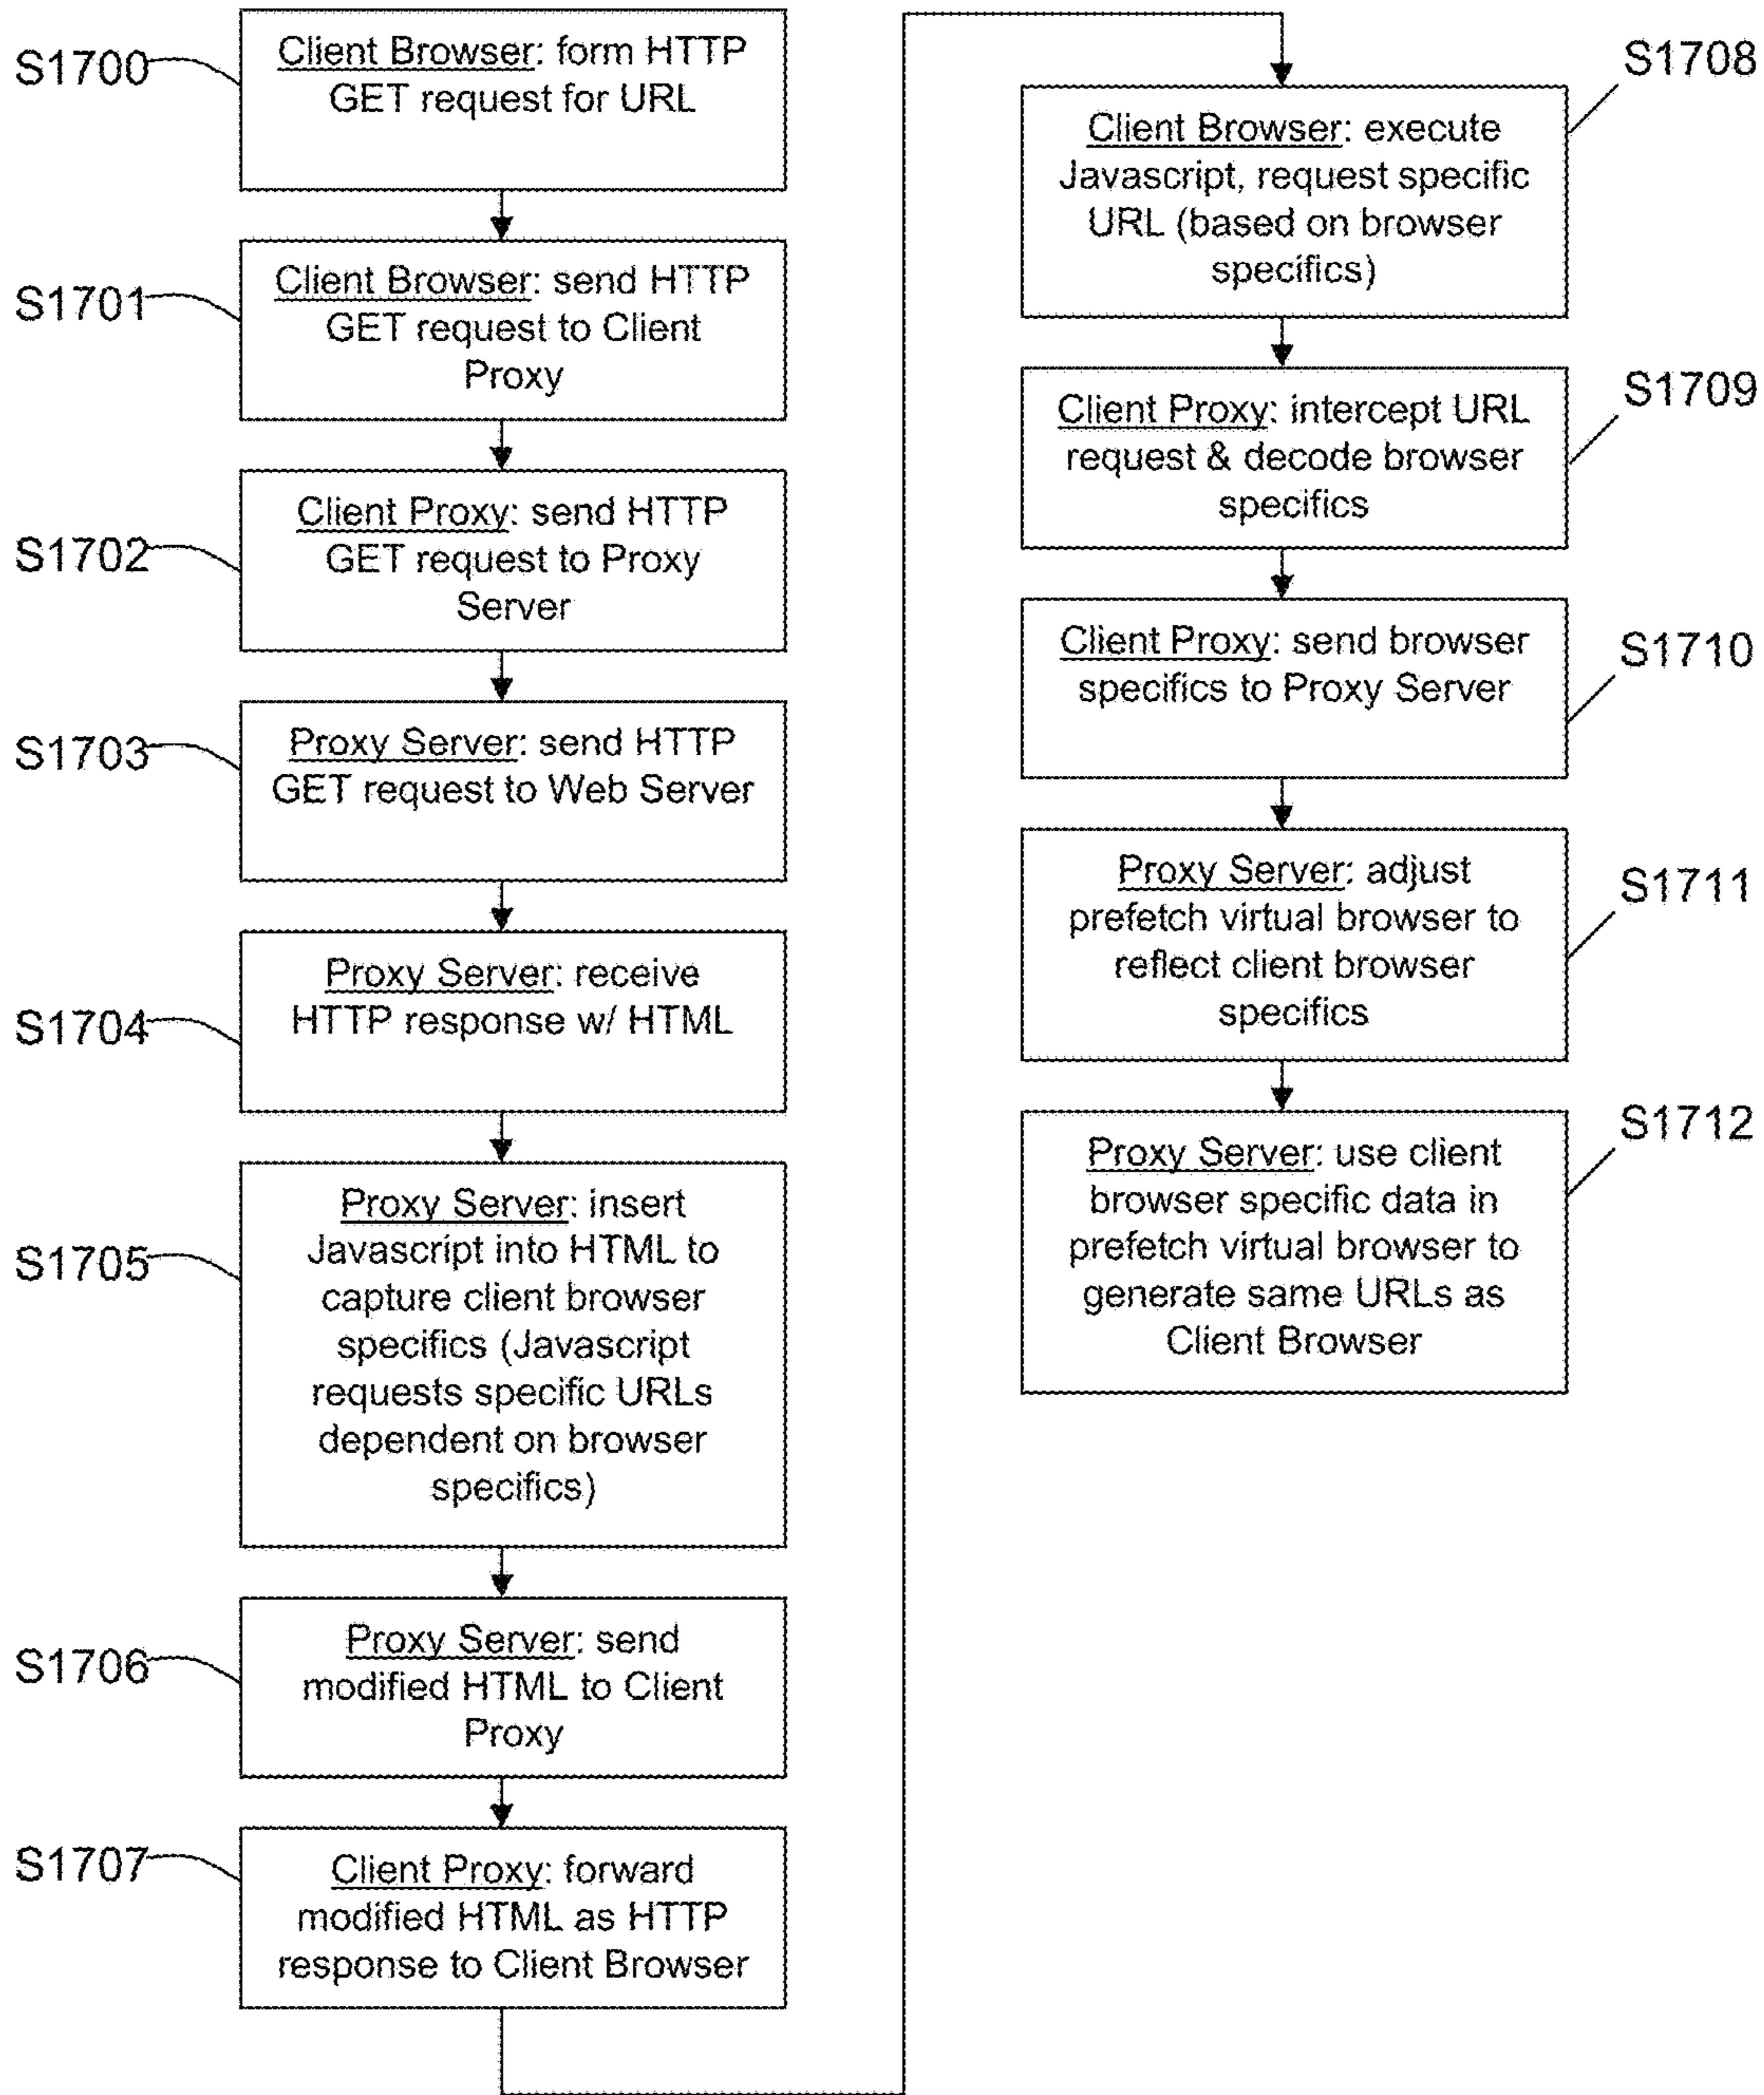 S1700
Client Browser: form HTTP
GET request for URL
S1701
Client Browser: send HTTP
GET request to Client
Proxy
S1702
Client Proxy: send HTTP
GET request to Proxy
Server
S1703
Proxy Server: send HTTP
GET request to Web Server
S1704
Proxy Server: receive
HTTP response w/ HTML
S1705
Proxy Server: insert
Javascript into HTML to
capture client browser
specifics (Javascript
requests specific URLs
dependent on browser
specifics)
S1706
Proxy Server: send
modified HTML to Client
Proxy
S1707
Client Proxy: forward
modified HTML as HTTP
response to Client Browser
S1708
Client Browser: execute
Javascript, request specific
URL (based on browser
specifics)
S1709
Client Proxy: intercept URL
request & decode browser
specifics
S1710
Client Proxy: send browser
specifics to Proxy Server
S1711
Proxy Server: adjust
prefetch virtual browser to
reflect client browser
specifics
S1712
Proxy Server: use client
browser specific data in
prefetch virtual browser to
generate same URLs as
Client Browser